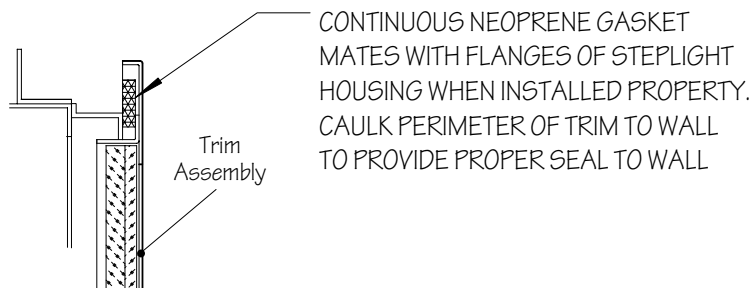 CONTINUOUS NEOPRENE GASKET
MATES WITH FLANGES OF STEPLIGHT
HOUSING WHEN INSTALLED PROPERTY.
CAULK PERIMETER OF TRIM TO WALL
TO PROVIDE PROPER SEAL TO WALL
Trim
Assembly